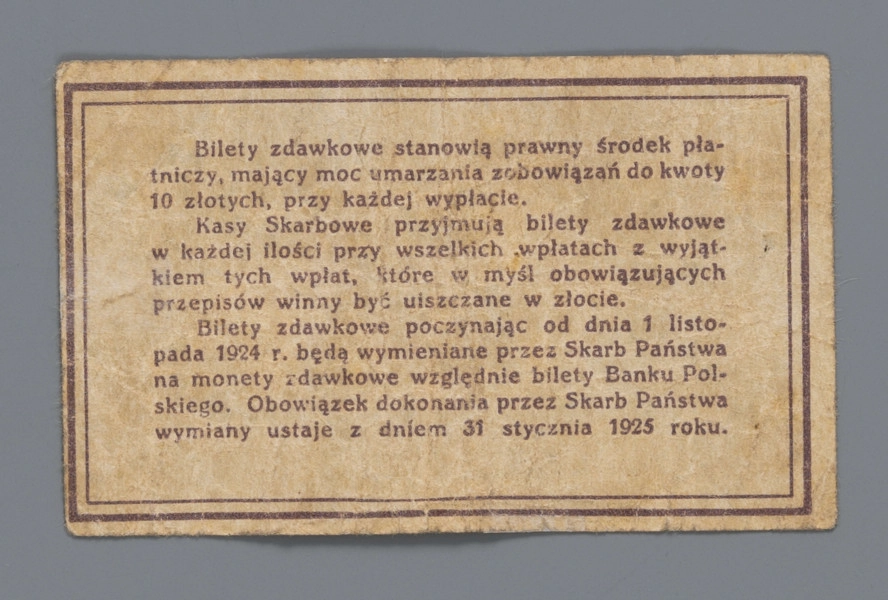 Bilety zdawkowe stanowią prawny środek pła-
tniczy, mający moc umarzania zobowiązań do kwoty
10 złotych, przy każdej wypłacie.
Kasy Skarbowe przyjmują bilety zdawkowe
w każdej ilości przy wszelkich wpłatach z wyjąt-
kiem tych wpłat, które w myśl obowiązujących
przepisów winny być uiszczane w złocie.
Bilety zdawkowe poczynając od dnia 1 listo-
pada 1924 r. będą wymieniane przez Skarb Państwa
na monety zdawkowe względnie bilety Banku Pol-
skiego. Obowiązek dokonania przez Skarb Państwa
wymiany ustaje z dniem 31 stycznia 1925 roku.